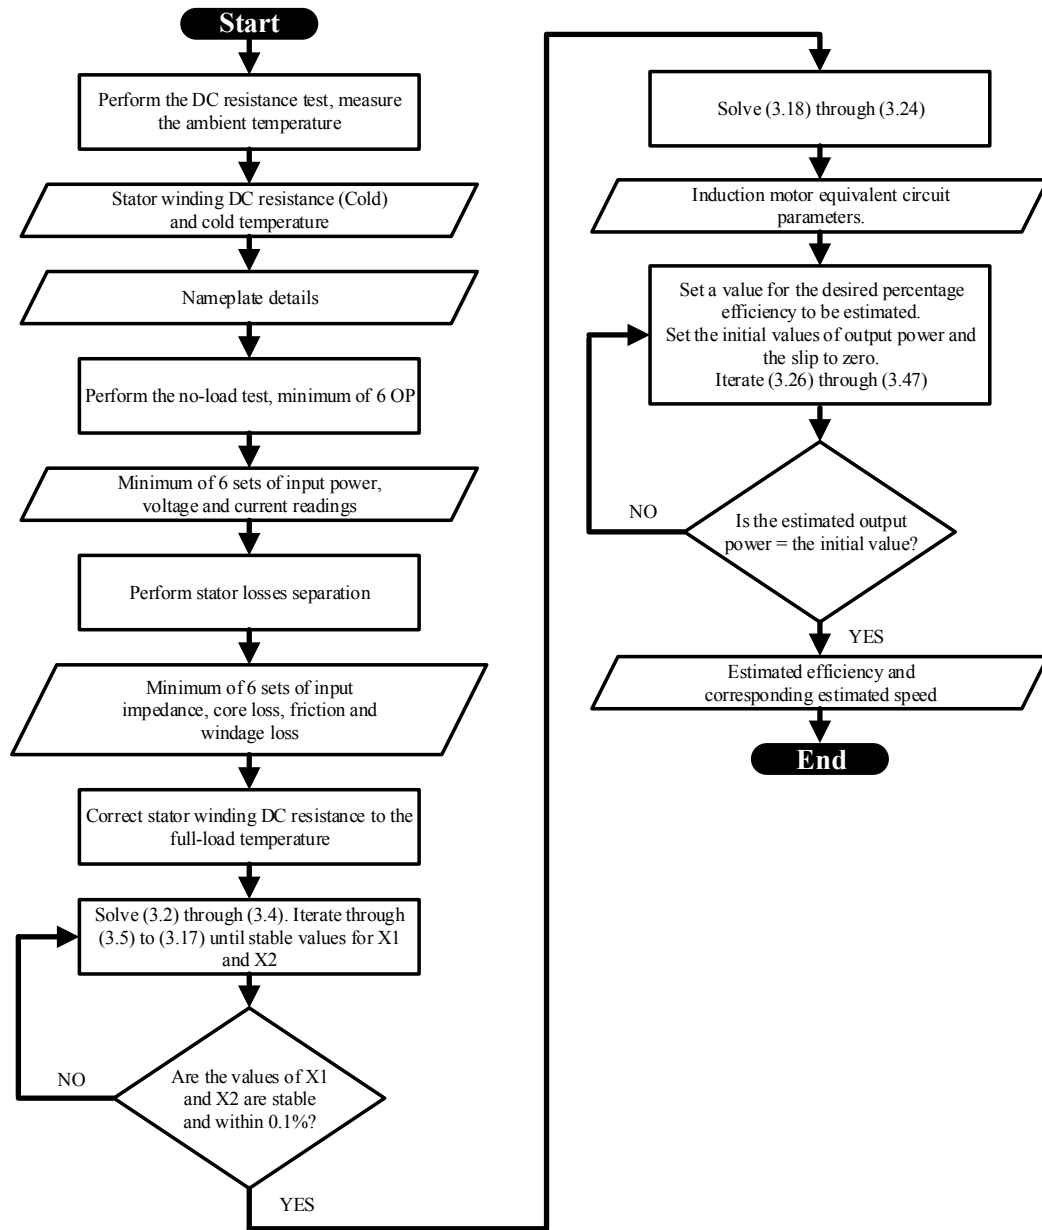 Start
Perform the DC resistance test, measure
the ambient temperature
Stator winding DC resistance (Cold)
and cold temperature
Nameplate details
Perform the no-load test, minimum of 6 OP
Minimum of 6 sets of input power,
voltage and current readings
Perform stator losses separation
Minimum of 6 sets of input
impedance, core loss, friction and
windage loss
Correct stator winding DC resistance to the
full-load temperature
Solve (3.2) through (3.4). Iterate through
(3.5) to (3.17) until stable values for X1
and X2
NO
Are the values of X1
and X2 are stable
and within 0.1%?
YES
Solve (3.18) through (3.24)
Induction motor equivalent circuit
parameters.
Set a value for the desired percentage
efficiency to be estimated.
Set the initial values of output power and
the slip to zero.
Iterate (3.26) through (3.47)
NO
Is the estimated output
power = the initial value?
YES
Estimated efficiency and
corresponding estimated speed
End